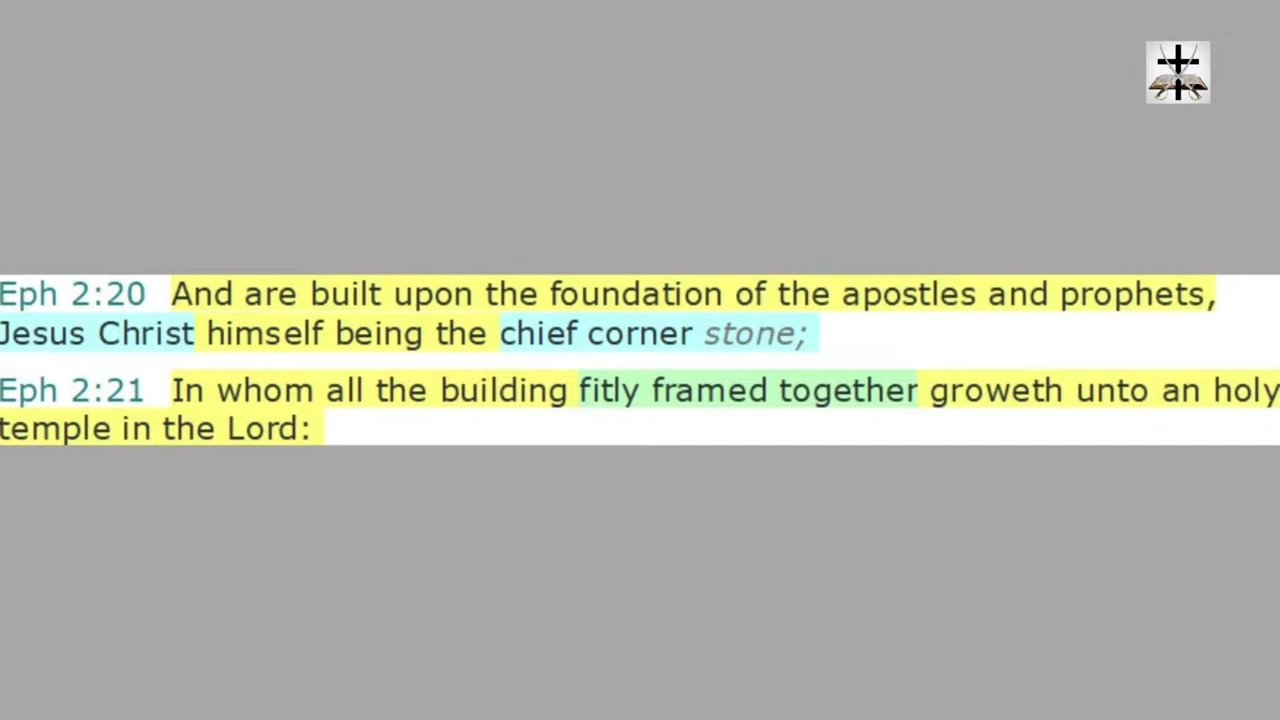 Eph 2:20 And are built upon the foundation of the apostles and prophets,
Jesus Christ himself being the chief corner stone;
Eph 2:21 In whom all the building fitly framed together groweth unto an holy
temple in the Lord: